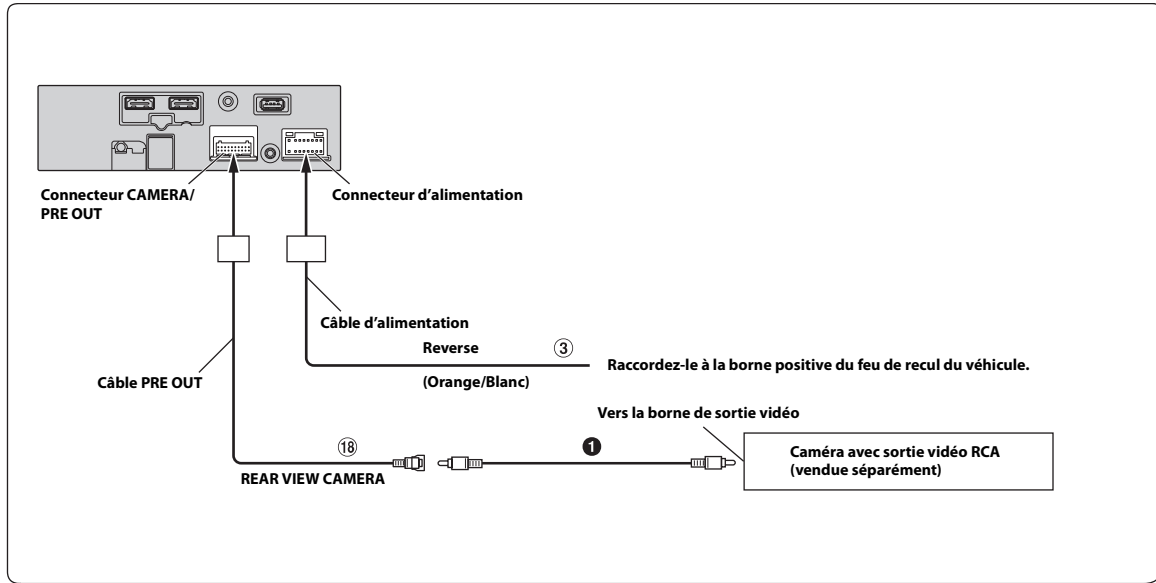 Connecteur CAMERA/
PRE OUT
Connecteur d'alimentation
Câble d'alimentation
Reverse
③
Raccordez-le à la borne positive du feu de recul du véhicule.
Câble PRE OUT
(Orange/Blanc)
Vers la borne de sortie vidéo
⑱
❶
Caméra avec sortie vidéo RCA
(vendue séparément)
REAR VIEW CAMERA